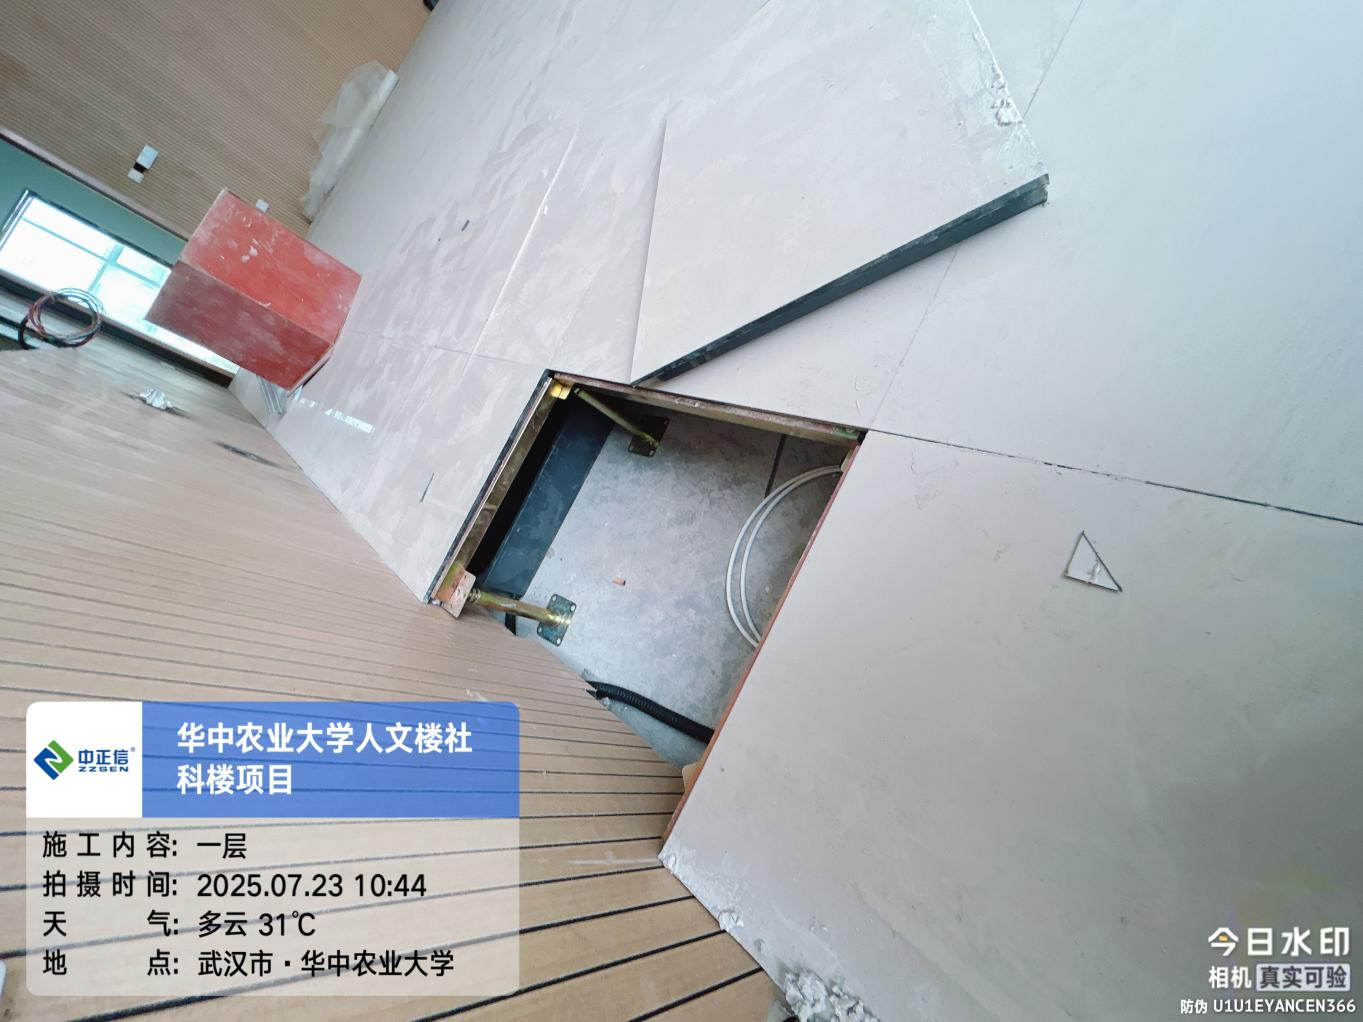 中正信®
ZZSEN
华中农业大学人文楼社
科楼项目
施工内容: 一层
拍摄时间: 2025.07.23 10:44
天气: 多云 31℃
地点: 武汉市·华中农业大学
今日水印
相机 真实可验
防伪 U1U1EYANCEN366